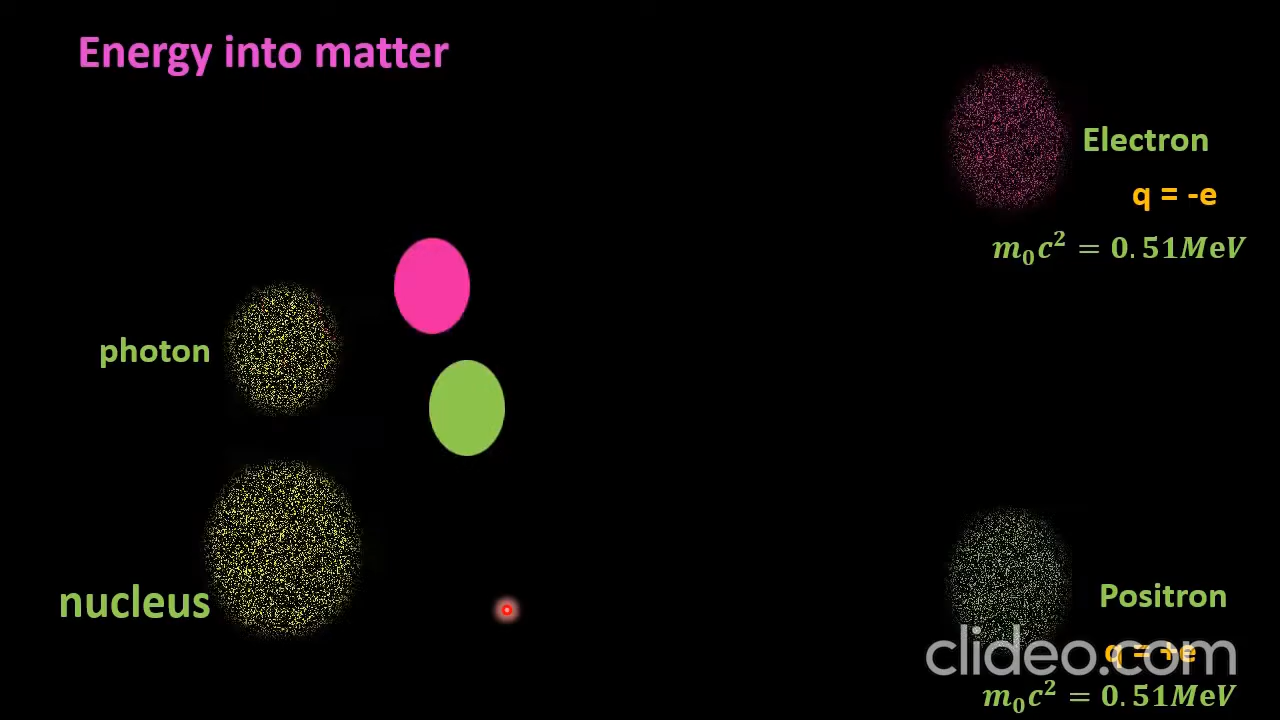 Energy into matter
Electron
q = -e
m₀c² = 0.51MeV
photon
nucleus
Positron
q = +e
clideo.com
m₀c² = 0.51MeV